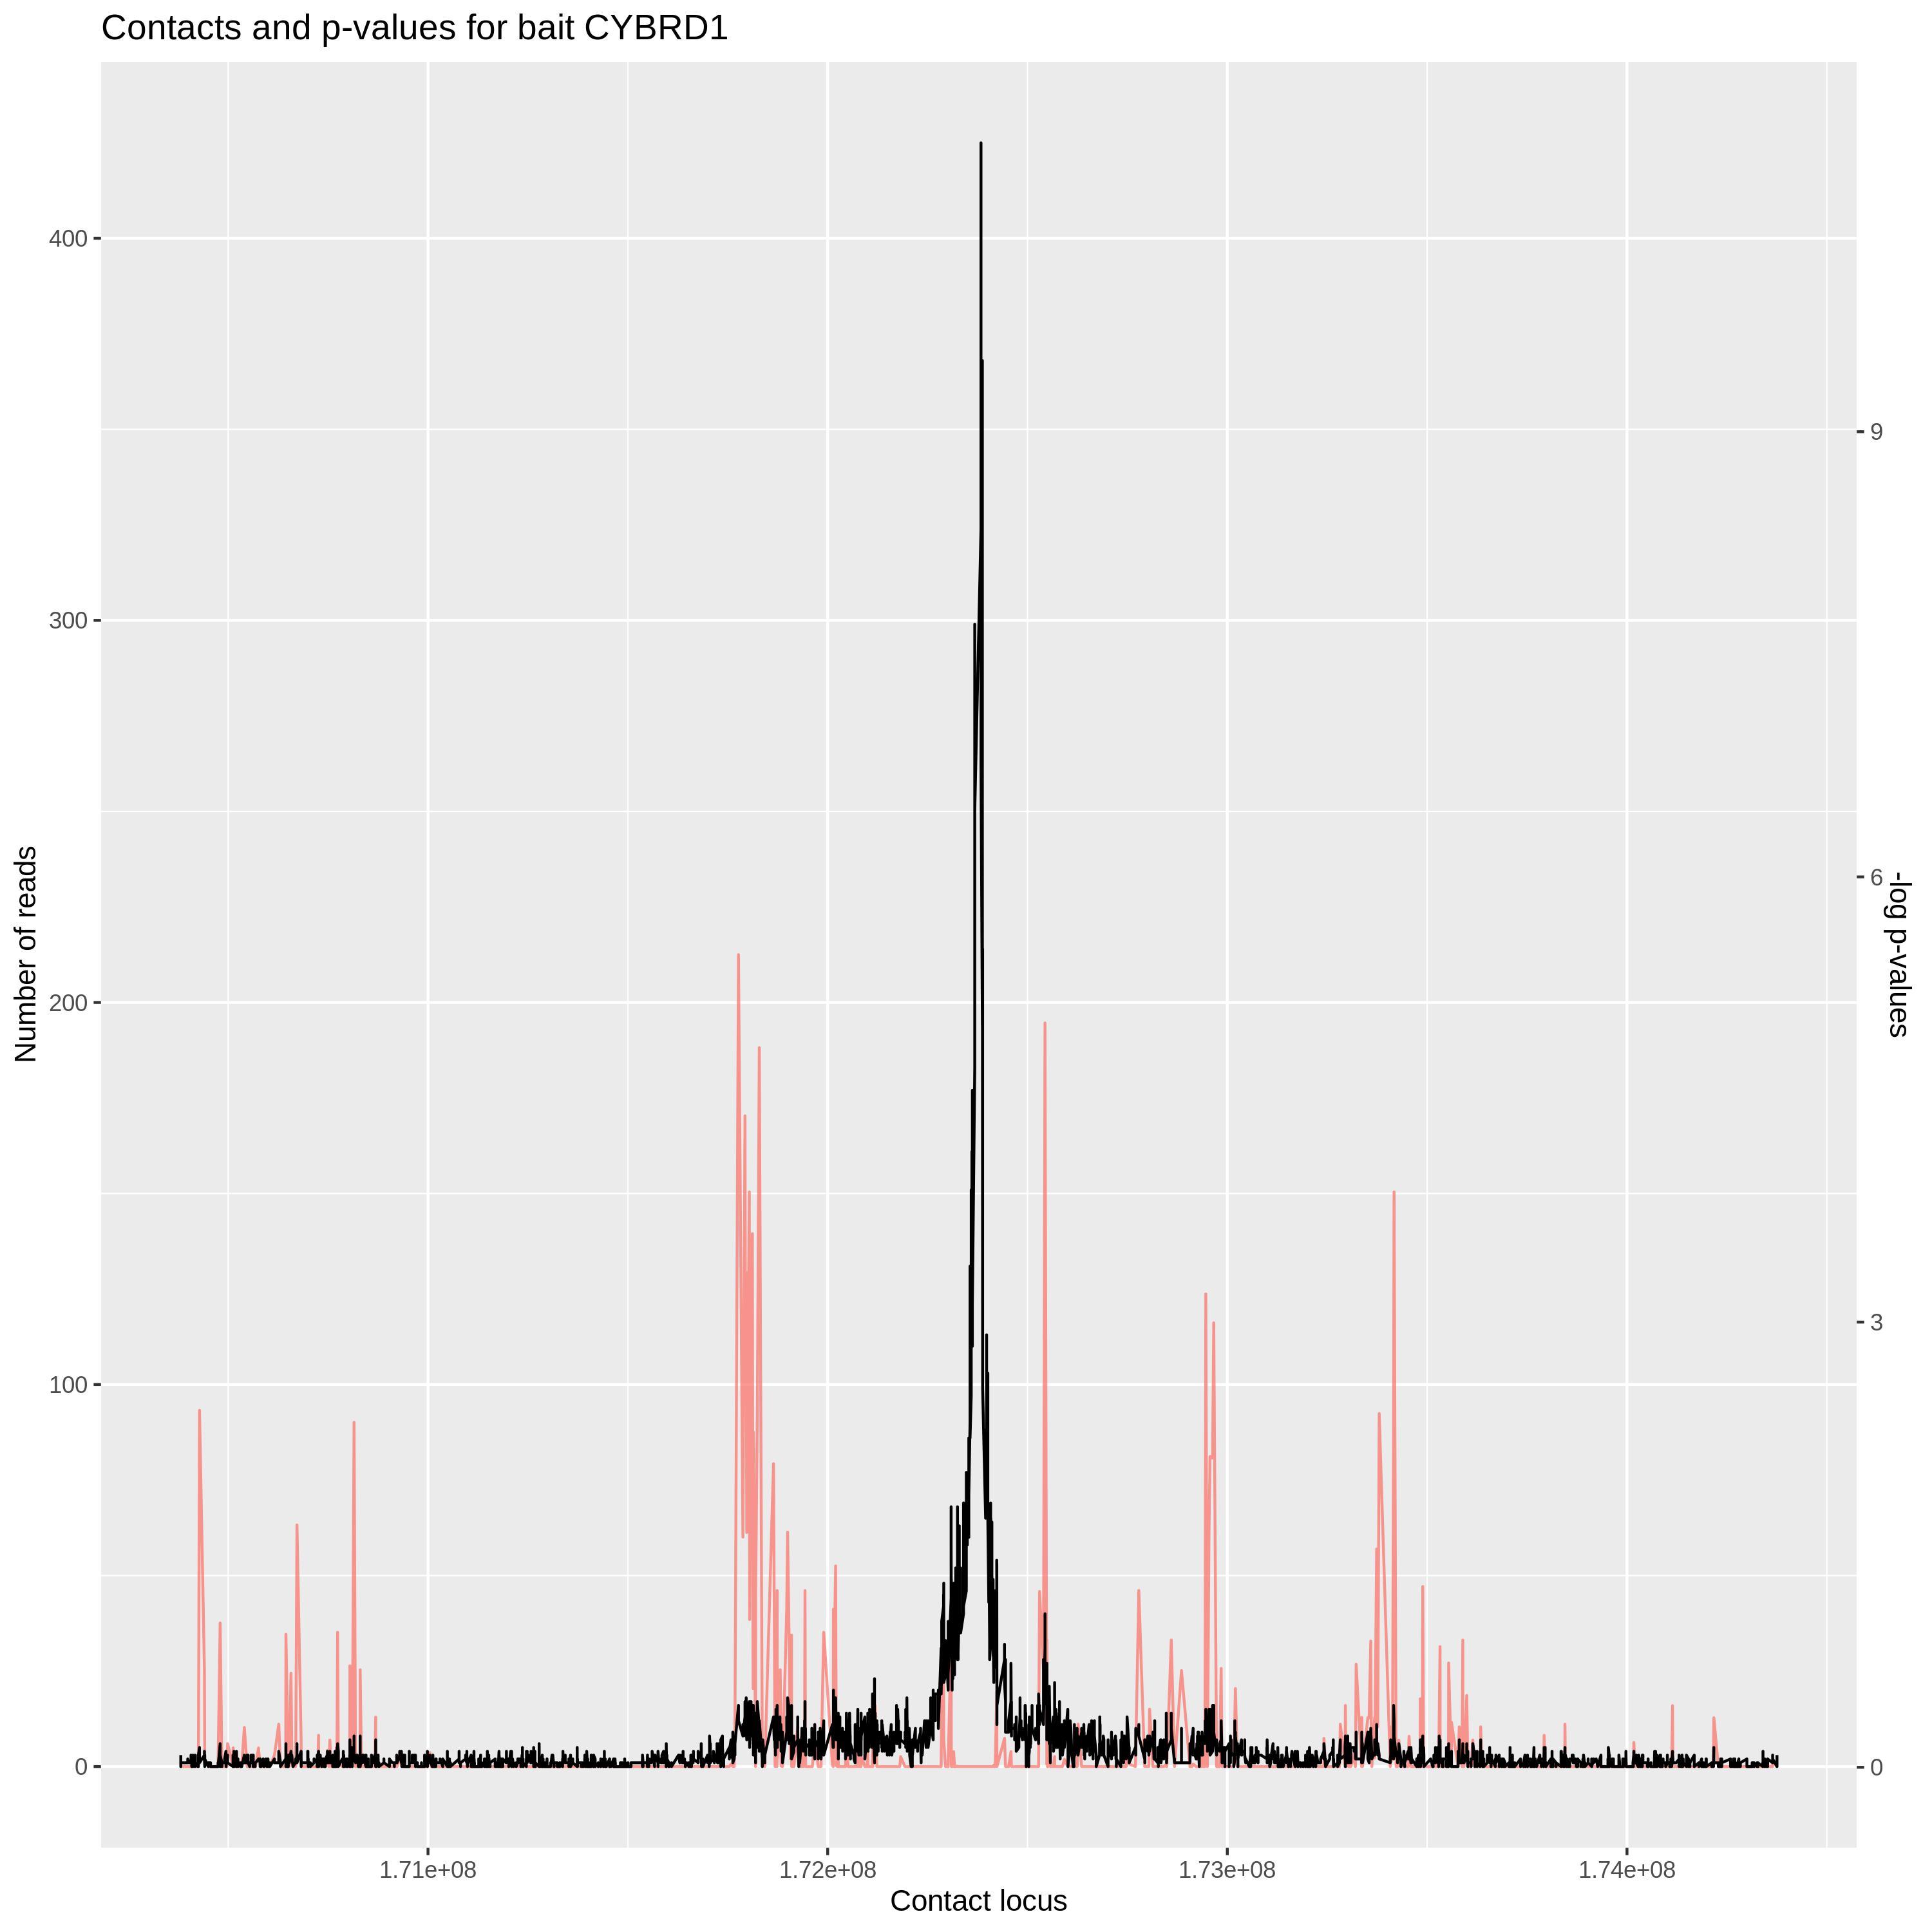 Contacts and p-values for bait CYBRD1
400
300
200
100
0
Number of reads
9
6
3
0
-log p-values
1.71e+08
1.72e+08
1.73e+08
1.74e+08
Contact locus